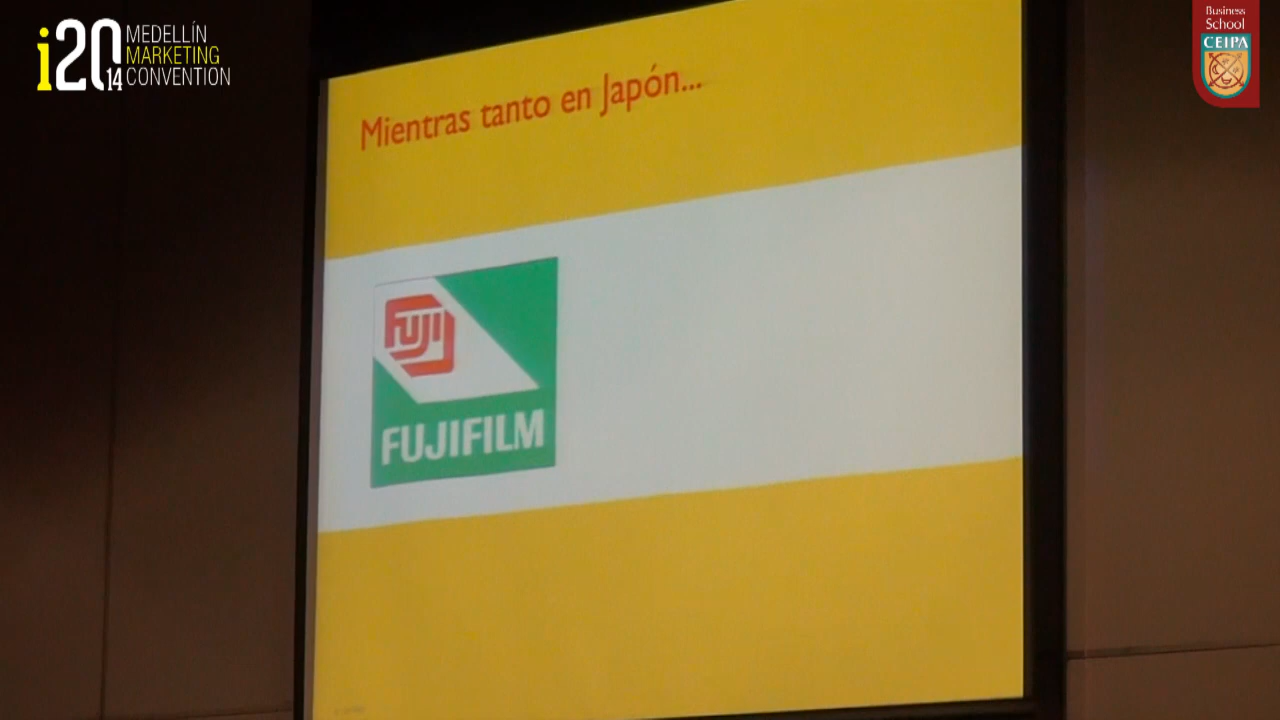 i2014
MEDELLÍN
MARKETING
CONVENTION
Business
School
CEIPA
Mientras tanto en Japón...
FUJI
FUJIFILM